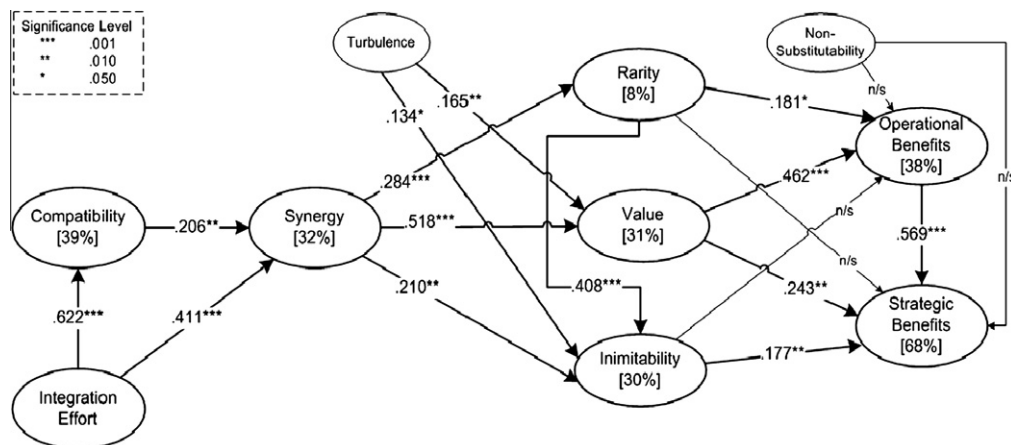 Significance Level
*** .001
** .010
* .050
Turbulence
Non-
Substitutability
Rarity
[8%]
n/s
.181*
.165**
.134*
Operational
Benefits
[38%]
.462***
n/s
.284***
Compatibility
[39%]
.206**
Synergy
[32%]
.518***
Value
[31%]
n/s
.569***
n/s
.210**
.408***
.243**
Strategic
Benefits
[68%]
.622***
.411***
Inimitability
[30%]
.177**
Integration
Effort